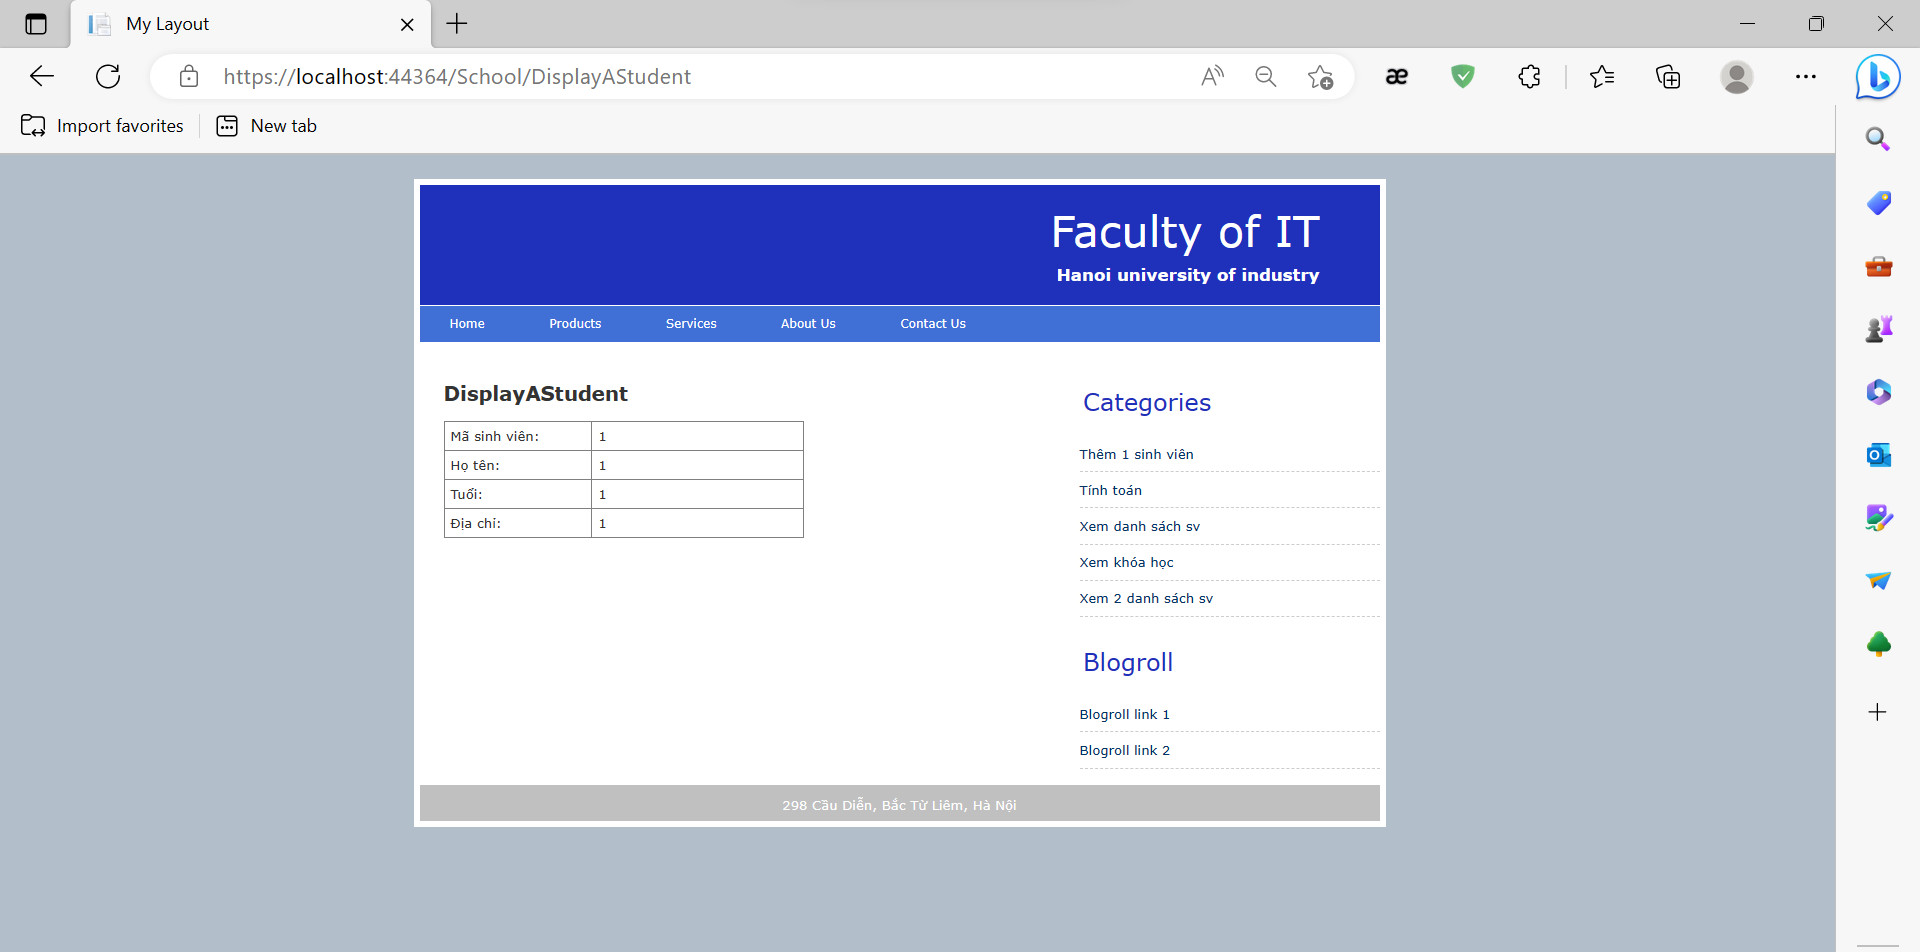 My Layout
https://localhost:44364/School/DisplayAStudent
æ
Import favorites
New tab
Faculty of IT
Hanoi university of industry
Home Products Services About Us Contact Us
DisplayAStudent
Mã sinh viên: 1
Họ tên: 1
Tuổi: 1
Địa chỉ: 1
Categories
Thêm 1 sinh viên
Tính toán
Xem danh sách sv
Xem khóa học
Xem 2 danh sách sv
Blogroll
Blogroll link 1
Blogroll link 2
298 Cầu Diễn, Bắc Từ Liêm, Hà Nội